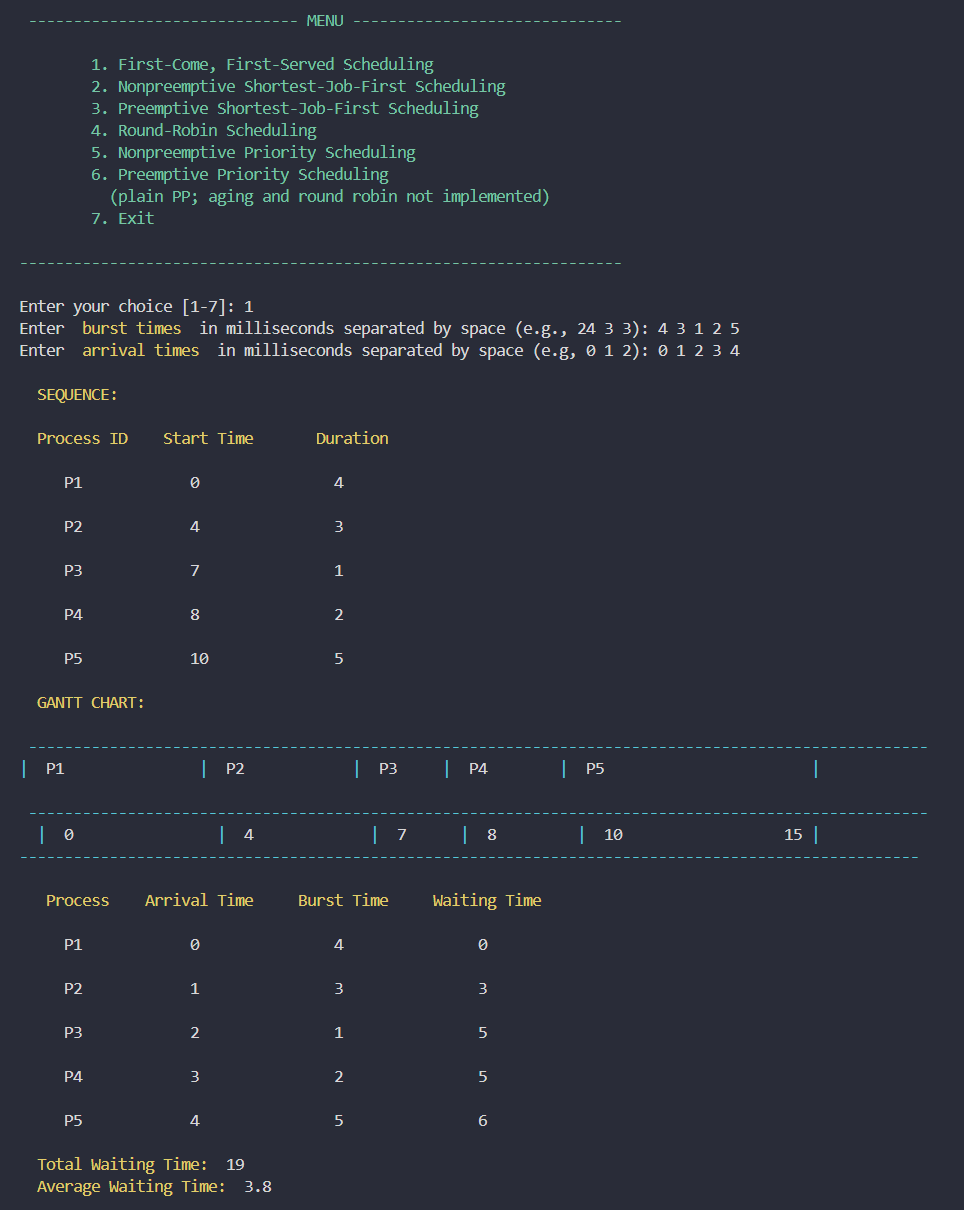 ------------------------------ MENU ------------------------------
1. First-Come, First-Served Scheduling
2. Nonpreemptive Shortest-Job-First Scheduling
3. Preemptive Shortest-Job-First Scheduling
4. Round-Robin Scheduling
5. Nonpreemptive Priority Scheduling
6. Preemptive Priority Scheduling
(plain PP; aging and round robin not implemented)
7. Exit
-------------------------------------------------------------------
Enter your choice [1-7]: 1
Enter  burst times  in milliseconds separated by space (e.g., 24 3 3): 4 3 1 2 5
Enter  arrival times  in milliseconds separated by space (e.g, 0 1 2): 0 1 2 3 4
SEQUENCE:
Process ID    Start Time       Duration
P1            0               4
P2            4               3
P3            7               1
P4            8               2
P5            10              5
GANTT CHART:
----------------------------------------------------------------------------------------------------
|  P1               |  P2            |  P3     |  P4        |  P5                       |
----------------------------------------------------------------------------------------------------
|  0                |  4             |  7      |  8         |  10                  15 |
----------------------------------------------------------------------------------------------------
Process    Arrival Time     Burst Time     Waiting Time
P1            0               4               0
P2            1               3               3
P3            2               1               5
P4            3               2               5
P5            4               5               6
Total Waiting Time:  19
Average Waiting Time:  3.8